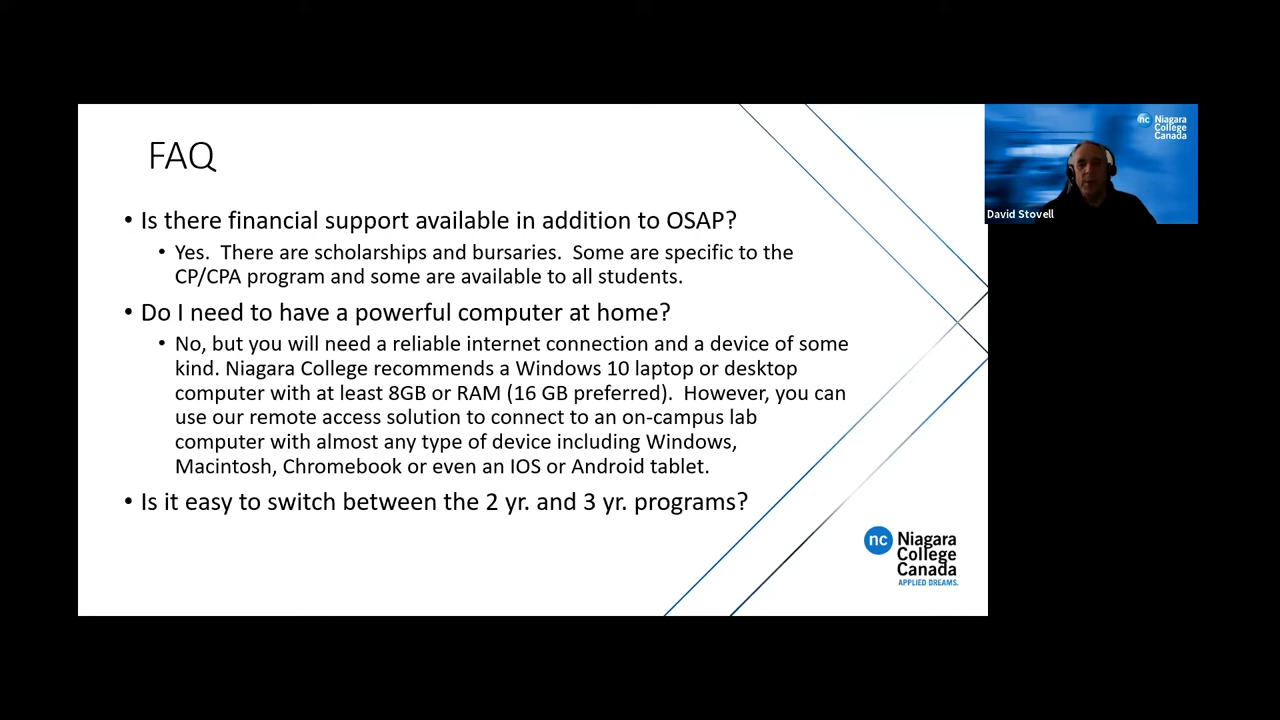 FAQ
• Is there financial support available in addition to OSAP?
• Yes.  There are scholarships and bursaries.  Some are specific to the
CP/CPA program and some are available to all students.
• Do I need to have a powerful computer at home?
• No, but you will need a reliable internet connection and a device of some
kind. Niagara College recommends a Windows 10 laptop or desktop
computer with at least 8GB or RAM (16 GB preferred).  However, you can
use our remote access solution to connect to an on-campus lab
computer with almost any type of device including Windows,
Macintosh, Chromebook or even an IOS or Android tablet.
• Is it easy to switch between the 2 yr. and 3 yr. programs?
nc Niagara
College
Canada
APPLIED DREAMS.
nc Niagara
College
Canada
David Stovell